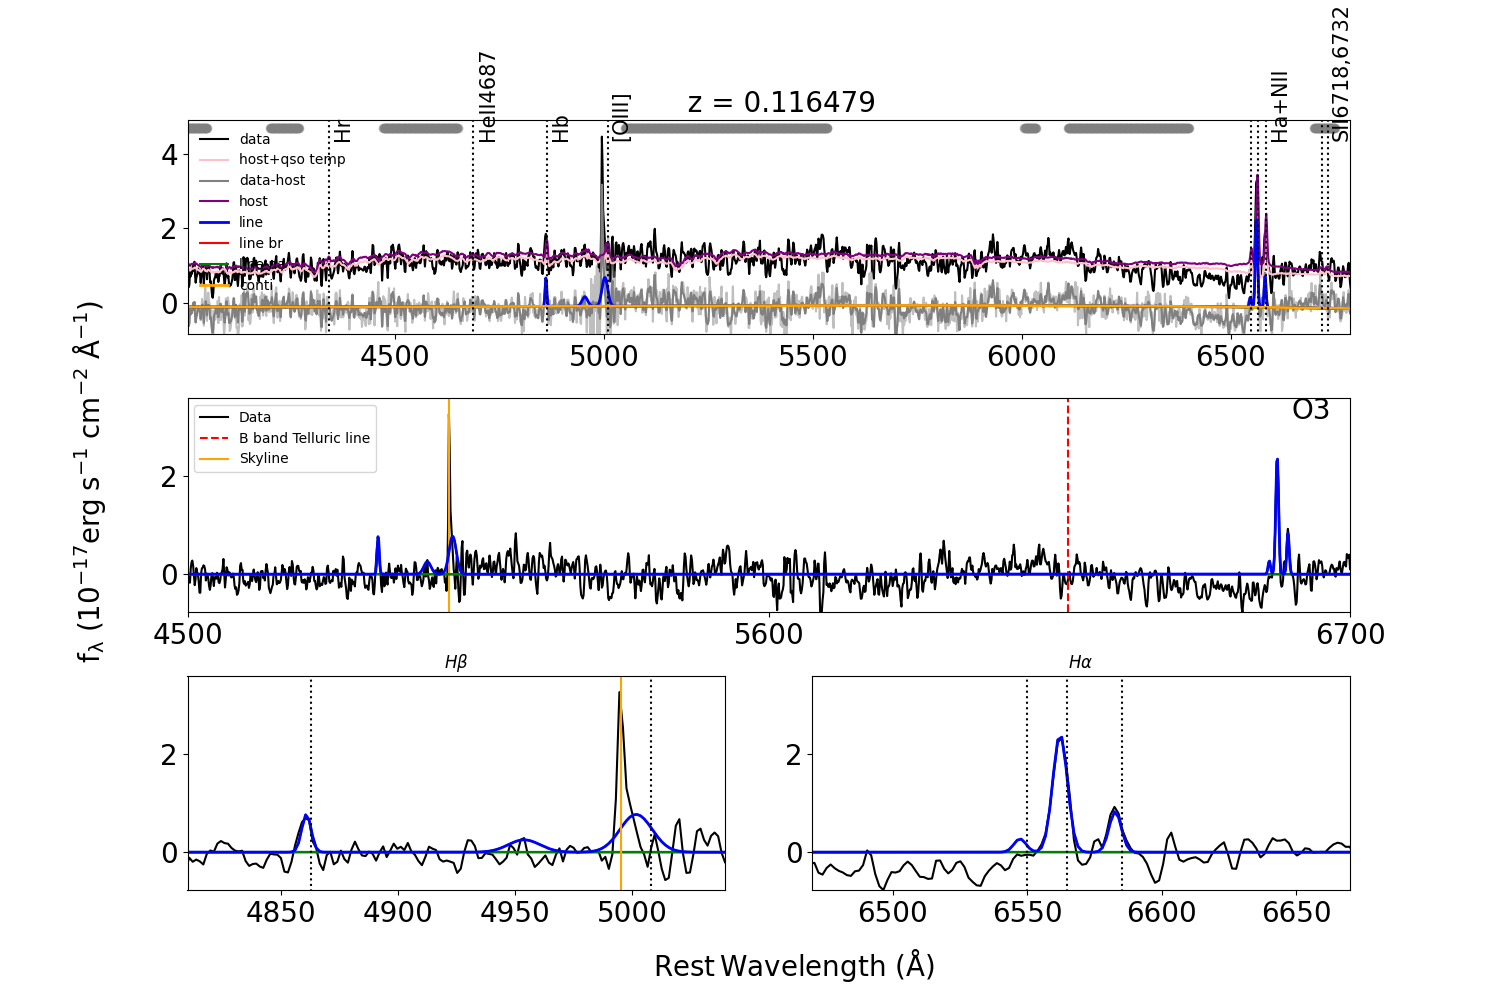 z = 0.116479
Hr
HeII4687
Hb
[OIII]
Ha+NII
SII6718,6732
data
host+qso temp
data-host
host
line
line br
conti
4
2
0
4500
5000
5500
6000
6500
O3
Data
B band Telluric line
Skyline
2
0
4500
5600
6700
fλ (10⁻¹⁷erg s⁻¹ cm⁻² Å⁻¹)
Hβ
2
0
4850
4900
4950
5000
Hα
2
0
6500
6550
6600
6650
Rest Wavelength (Å)